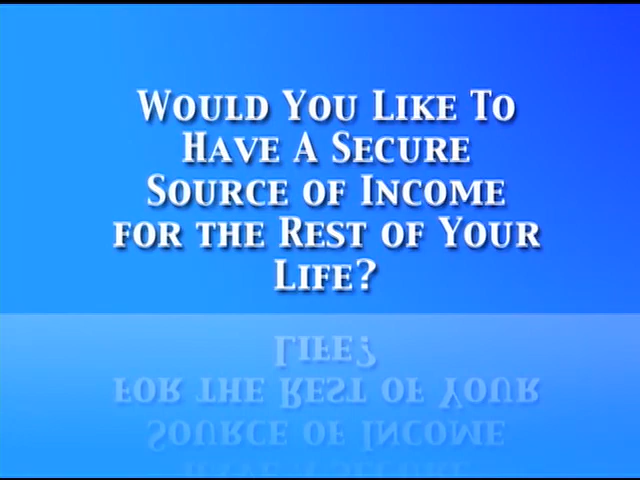 Would You Like To
Have A Secure
Source of Income
for the Rest of Your
Life?